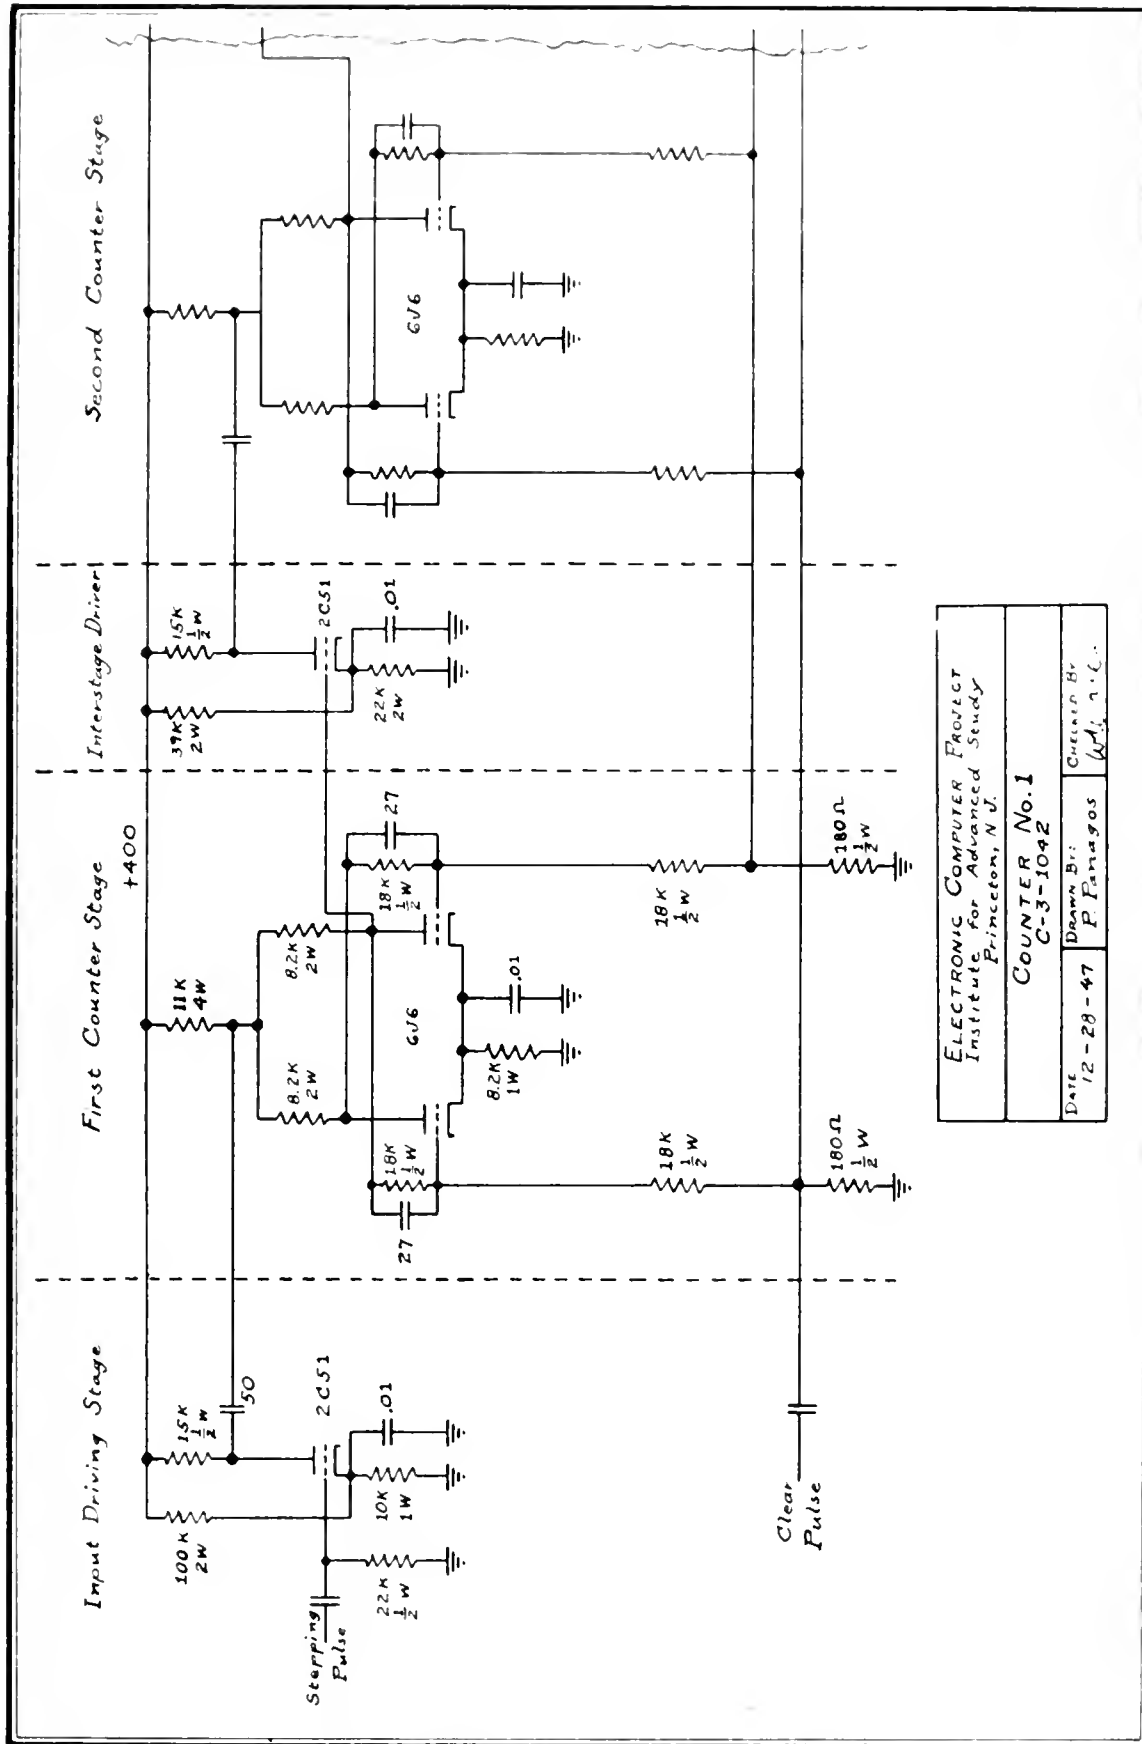 Input Driving Stage
First Counter Stage
Interstage Driver
Second Counter Stage
+400
100K
2W
15K
½W
50
2C51
.01
10K
1W
22K
½W
Stepping
Pulse
11K
4W
8.2K
2W
8.2K
2W
18K
½W
27
6J6
18K
½W
27
8.2K
1W
.01
18K
½W
18K
½W
180Ω
½W
180Ω
½W
39K
2W
15K
½W
2C51
22K
2W
.01
6J6
Clear
Pulse
ELECTRONIC COMPUTER PROJECT
Institute for Advanced Study
Princeton, N.J.
COUNTER No. 1
C-3-1042
DATE
12-28-47
DRAWN BY:
P. Panagos
CHECKED BY